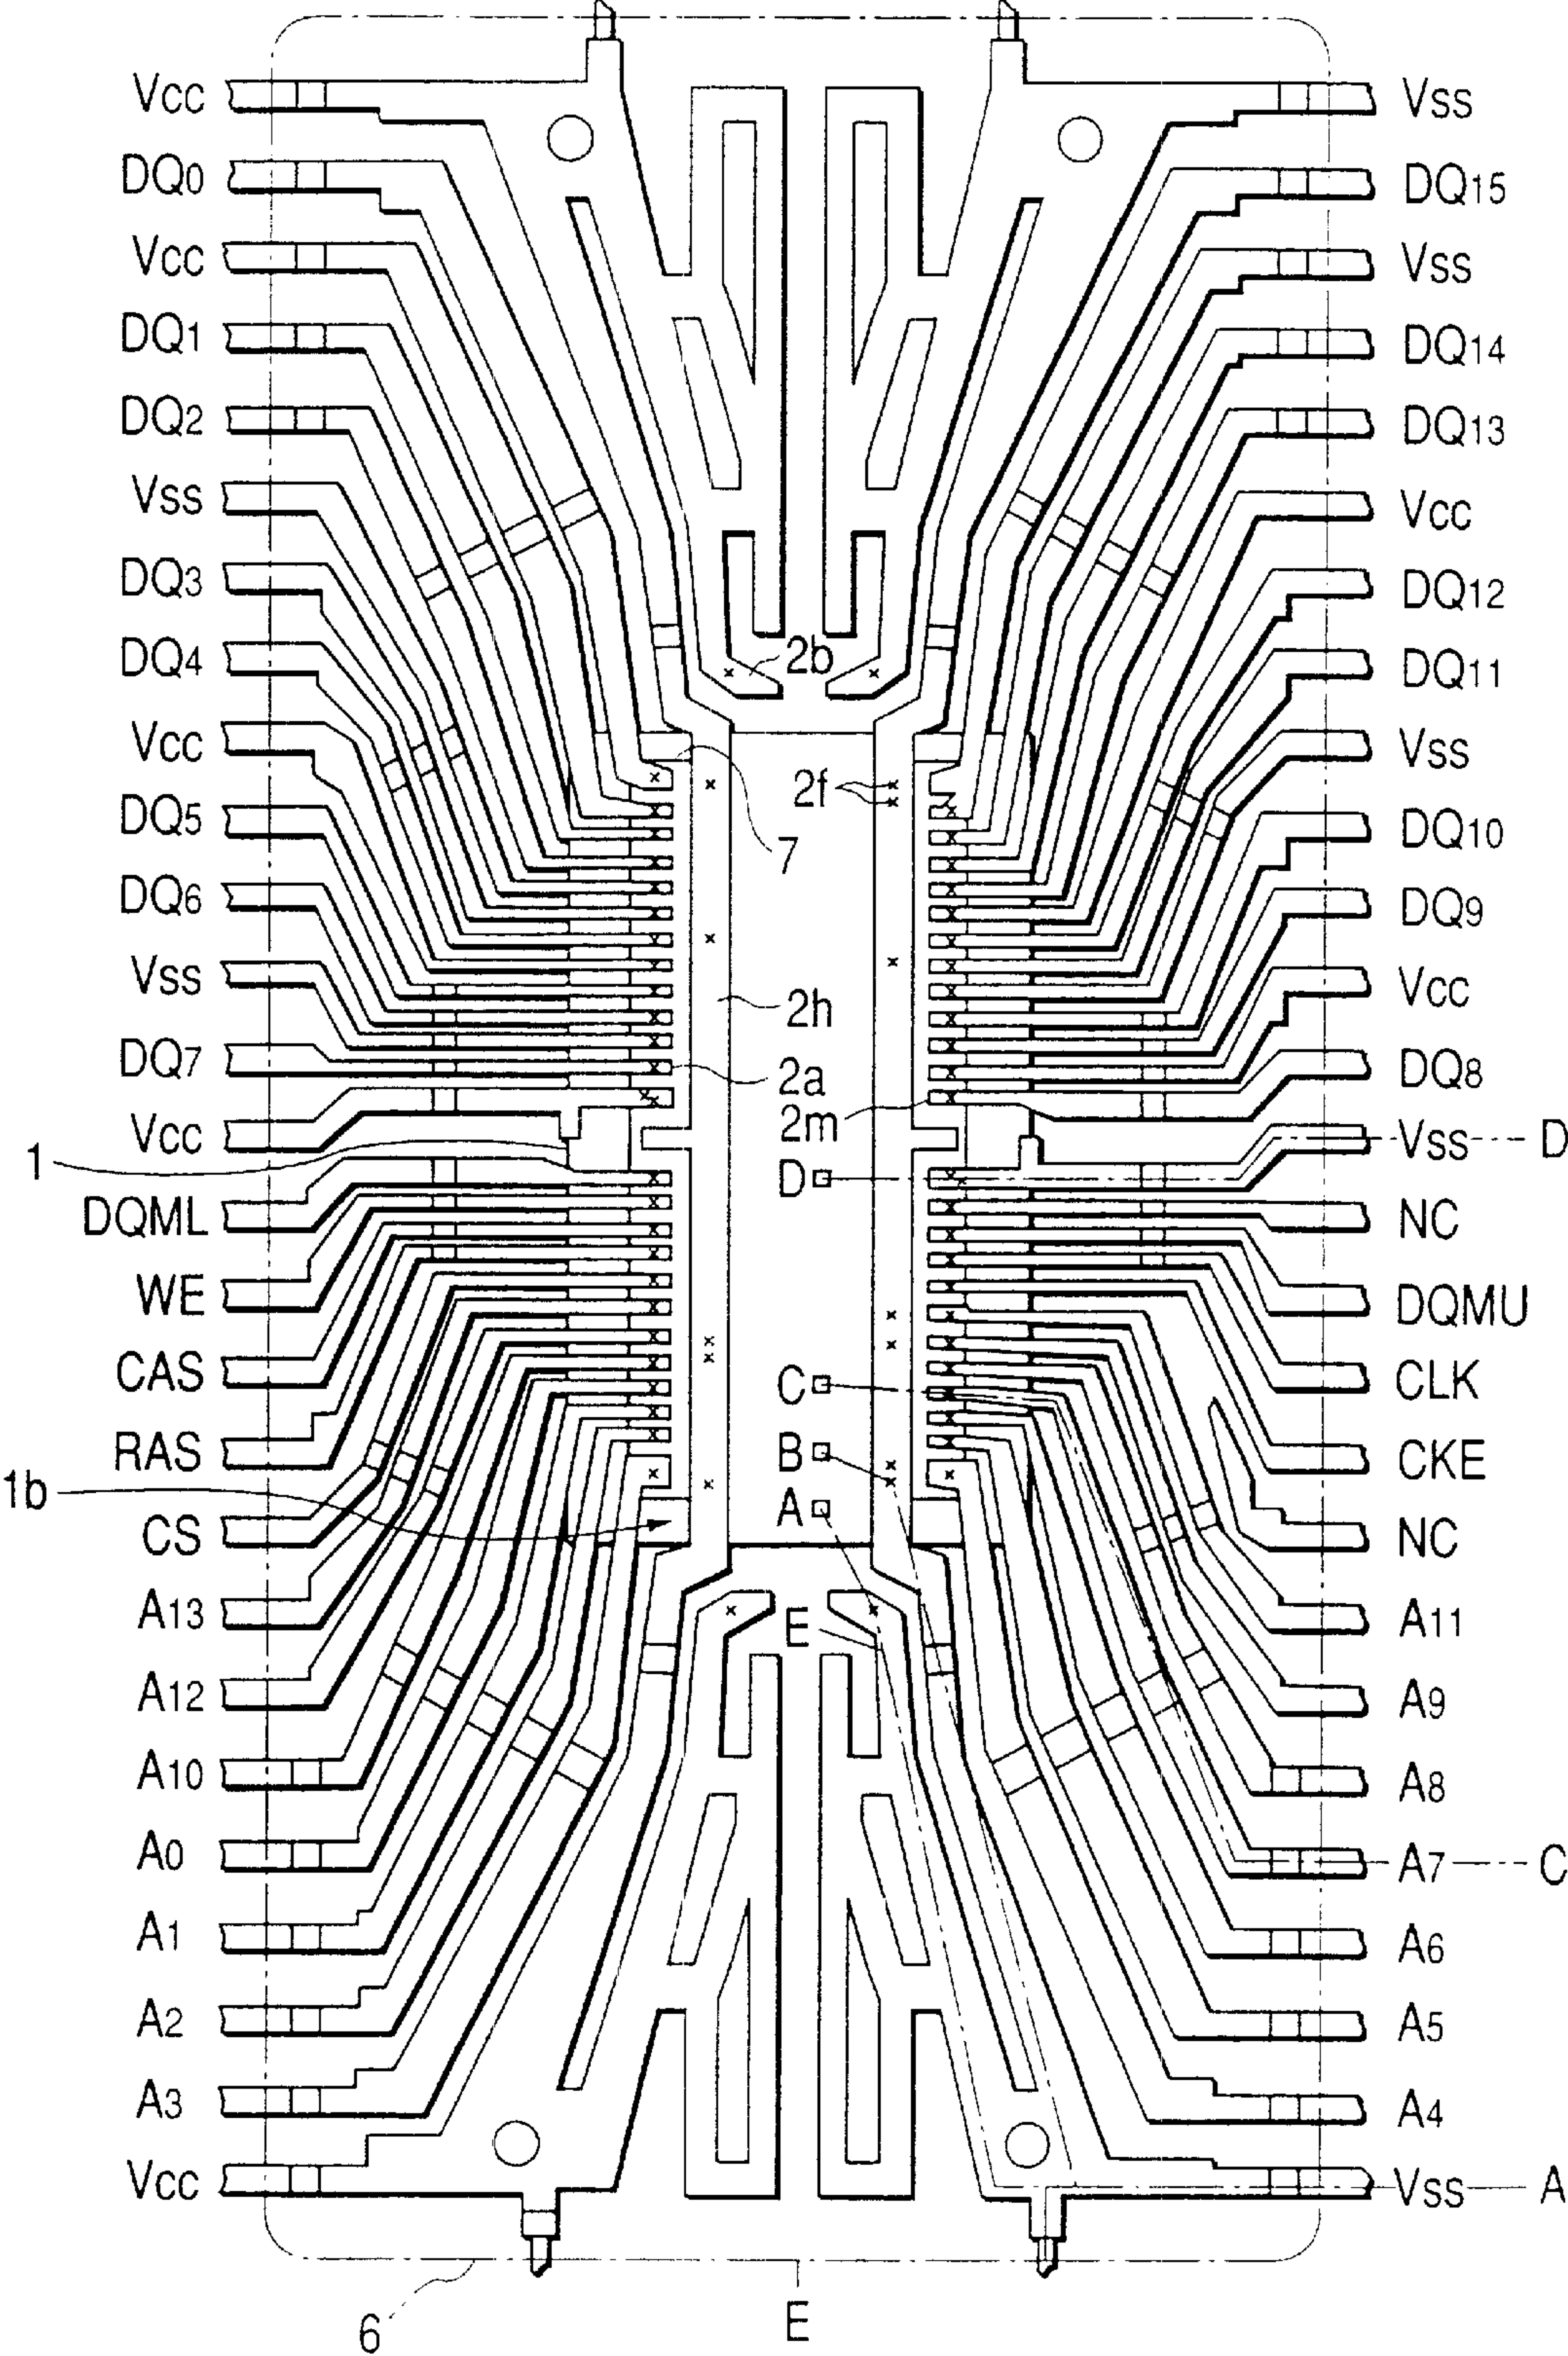 Vcc
DQ0
Vcc
DQ1
DQ2
Vss
DQ3
DQ4
Vcc
DQ5
DQ6
Vss
DQ7
Vcc
1
DQML
WE
CAS
RAS
1b
CS
A13
A12
A10
A0
A1
A2
A3
Vcc
6
2b
2f
7
2h
2a
2m
D
C
B
A
E
E
Vss
DQ15
Vss
DQ14
DQ13
Vcc
DQ12
DQ11
Vss
DQ10
DQ9
Vcc
DQ8
Vss D
NC
DQMU
CLK
CKE
NC
A11
A9
A8
A7 C
A6
A5
A4
Vss A